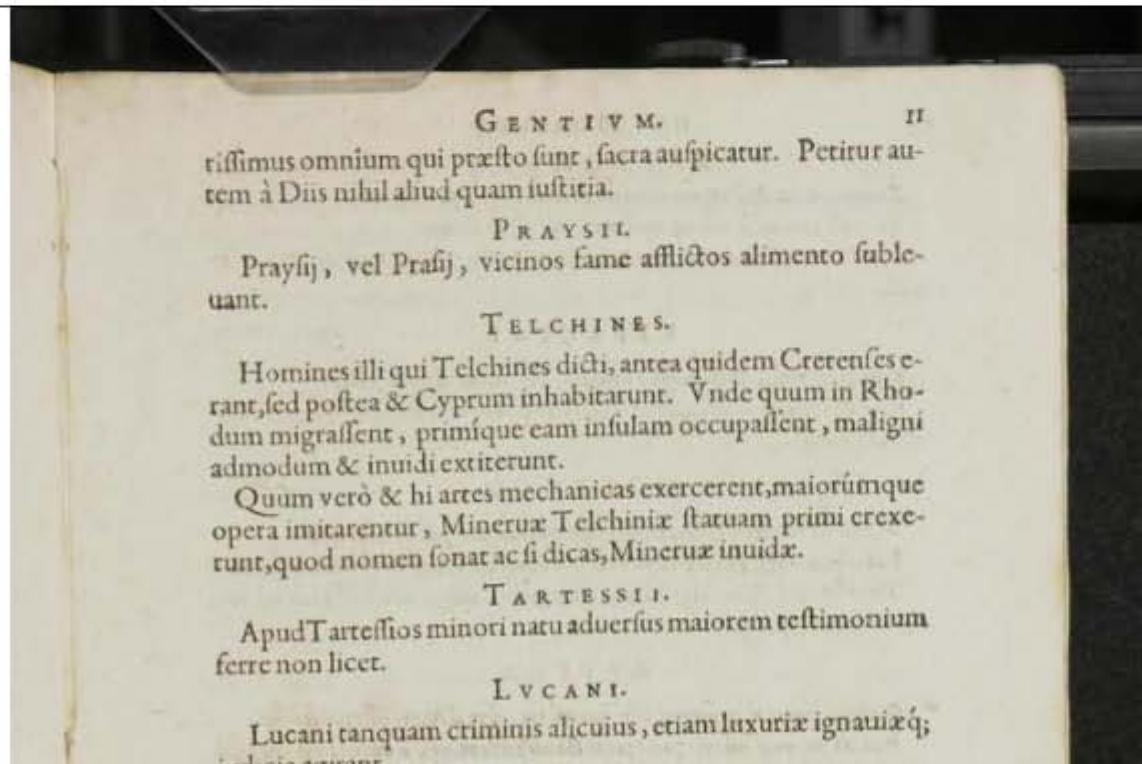 GENTIVM. 11
tiſſimus omnium qui præſto ſunt, ſacra auſpicatur. Petitur au-
tem à Diis nihil aliud quam iuſtitia.
PRAYSII.
Prayſij, vel Praſij, vicinos fame afflictos alimento ſuble-
uant.
TELCHINES.
Homines illi qui Telchines dicti, antea quidem Cretenſes e-
rant, ſed poſtea & Cyprum inhabitarunt. Vnde quum in Rho-
dum migraſſent, primíque eam inſulam occupaſſent, maligni
admodum & inuidi extiterunt.
Quum verò & hi artes mechanicas exercerent, maiorúmque
opera imitarentur, Mineruæ Telchiniæ ſtatuam primi erexe-
runt, quod nomen ſonat ac ſi dicas, Mineruæ inuidæ.
TARTESSII.
Apud Tarteſſios minori natu aduerſus maiorem teſtimonium
ferre non licet.
LVCANI.
Lucani tanquam criminis alicuius, etiam luxuriæ ignauiæq́;